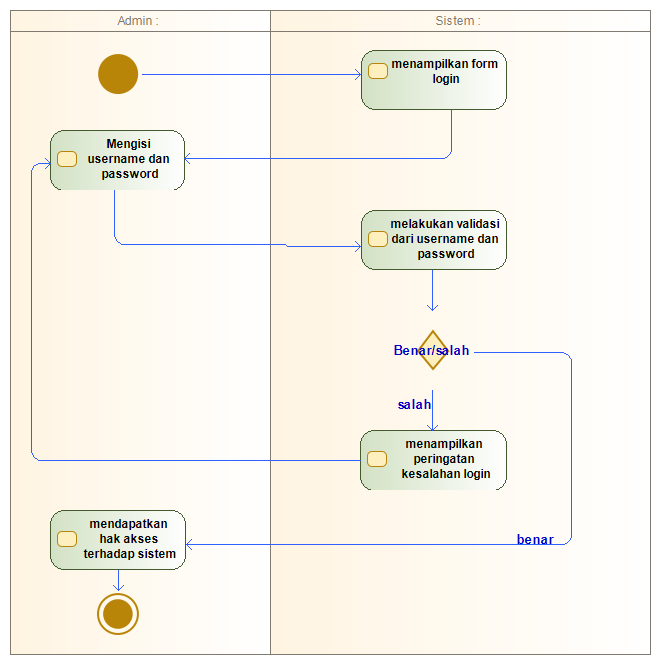 Admin :
Sistem :
menampilkan form
login
Mengisi
username dan
password
melakukan validasi
dari username dan
password
Benar/salah
salah
menampilkan
peringatan
kesalahan login
mendapatkan
hak akses
terhadap sistem
benar